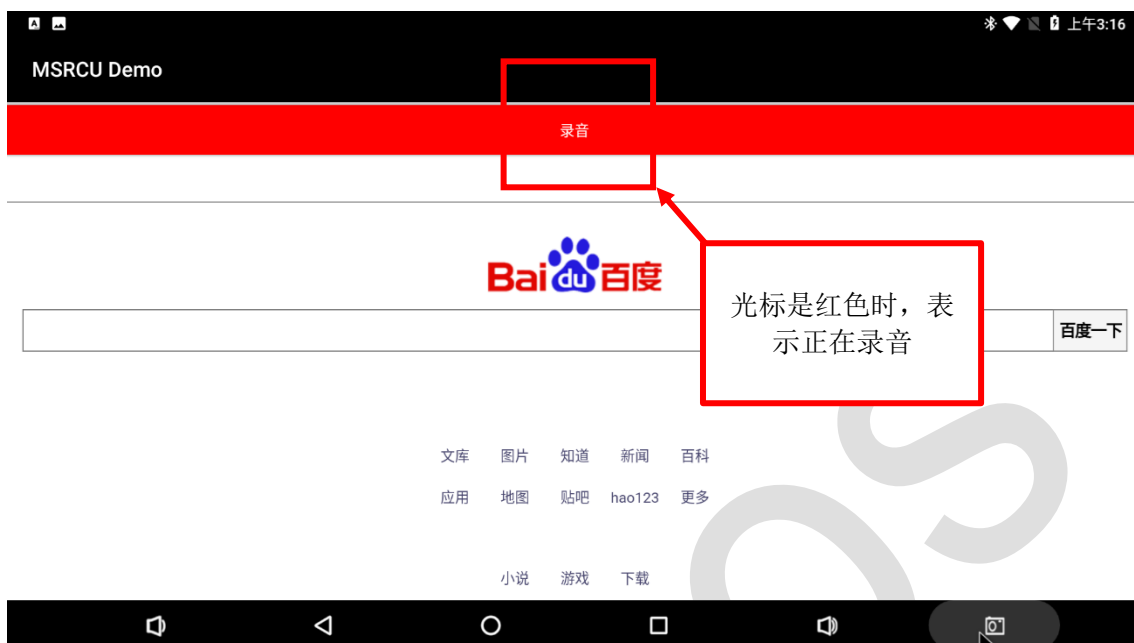 上午3:16
MSRCU Demo
录音
Bai du 百度
光标是红色时，表
示正在录音
百度一下
文库 图片 知道 新闻 百科
应用 地图 贴吧 hao123 更多
小说 游戏 下载
OS